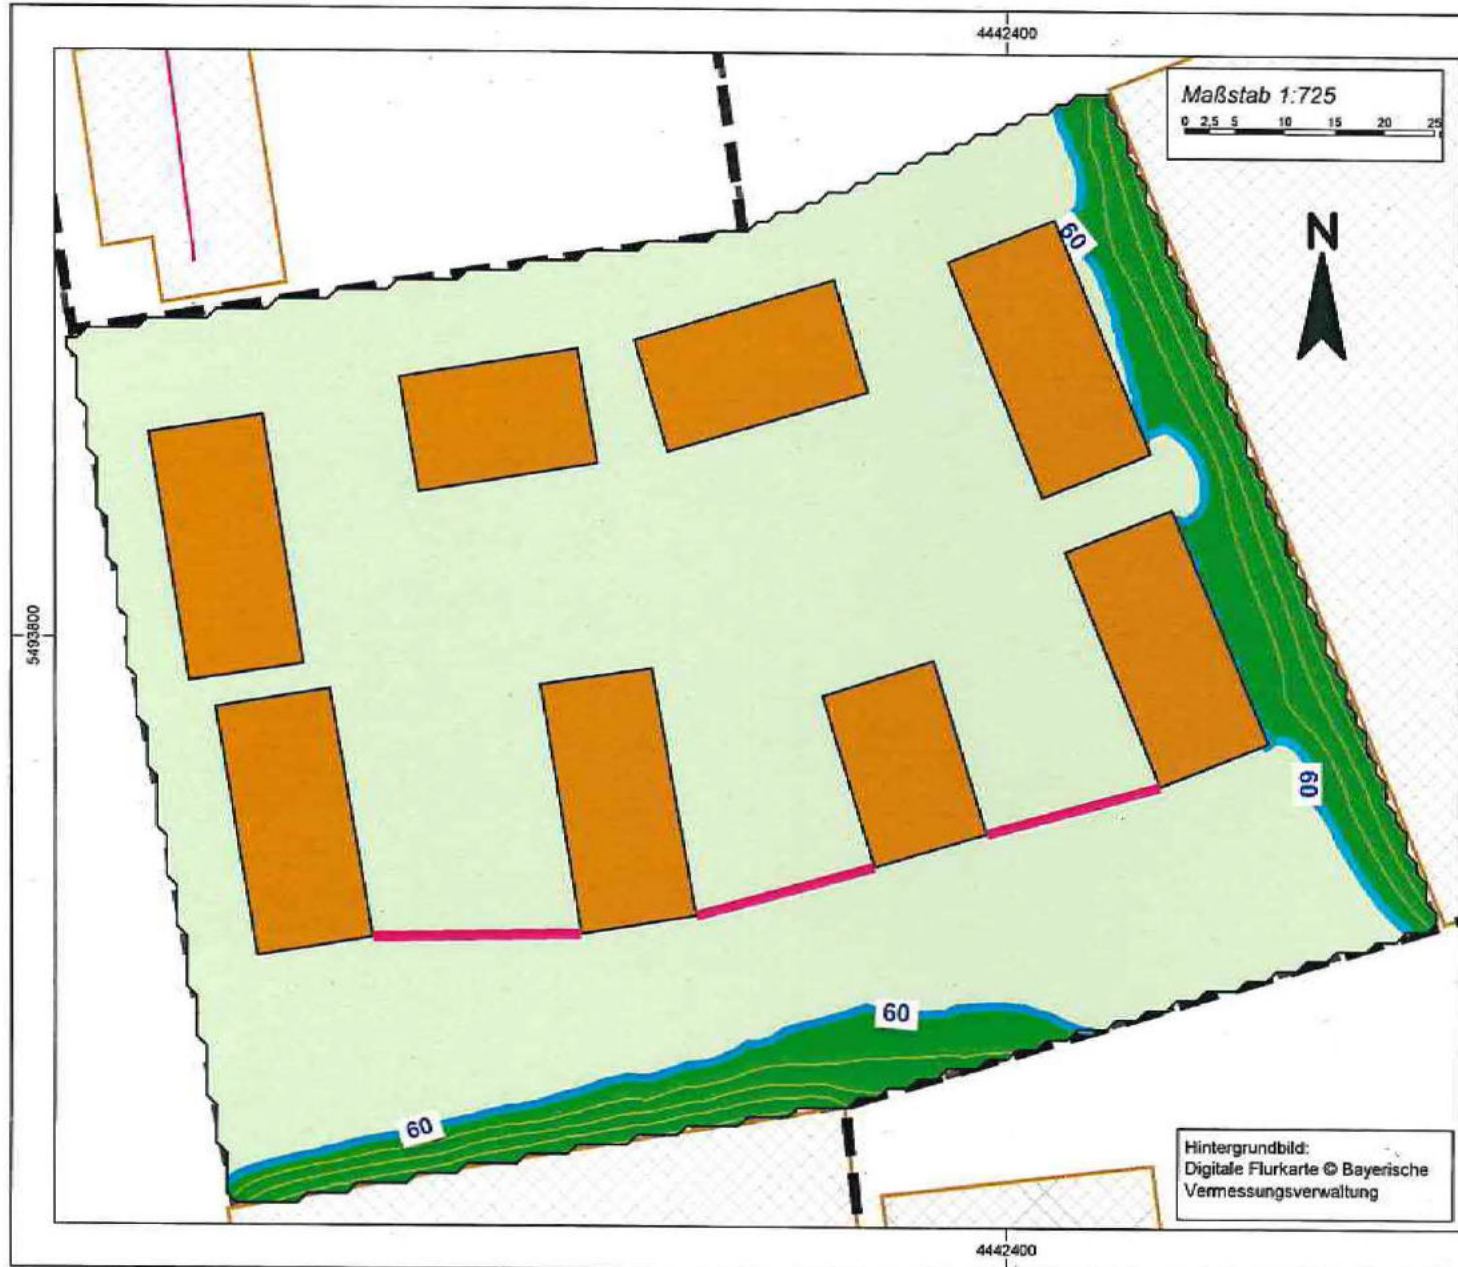 4442400
Maßstab 1:725
0 2,5 5 10 15 20 25
N
60
5493800
60
60
60
Hintergrundbild:
Digitale Flurkarte © Bayerische
Vermessungsverwaltung
4442400